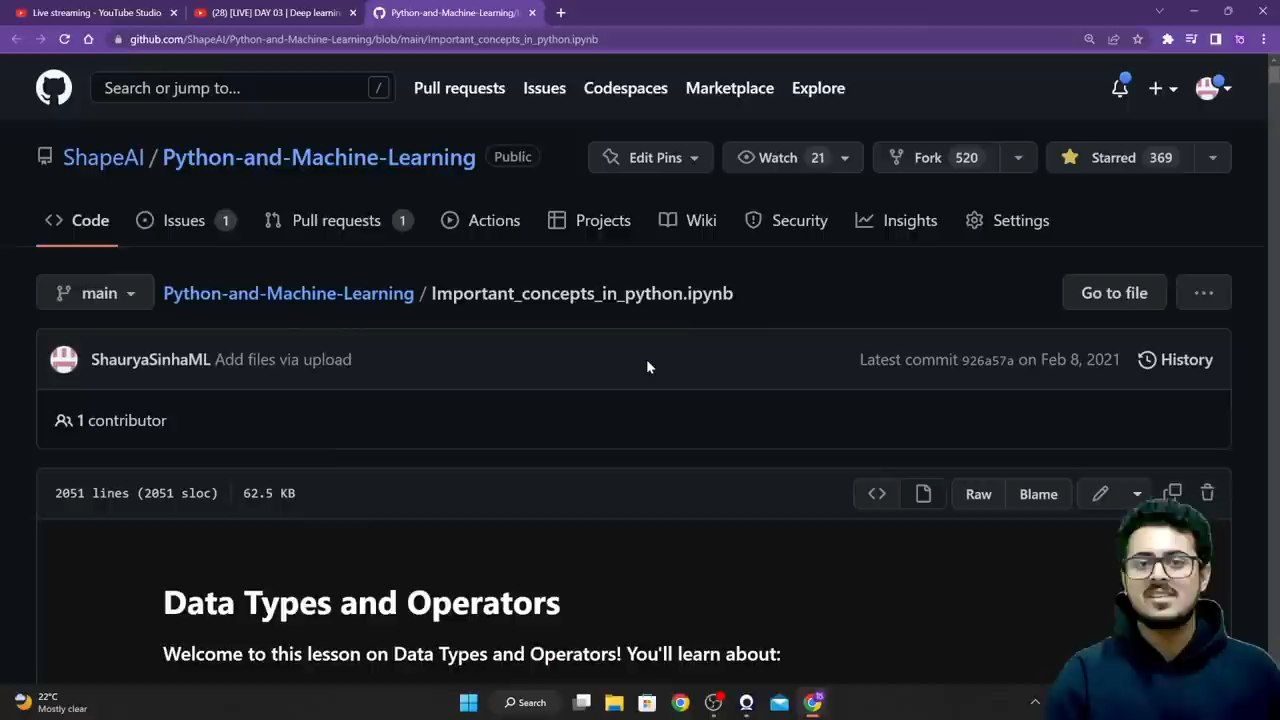 Live streaming - YouTube Studio
(28) [LIVE] DAY 03 | Deep learnin
Python-and-Machine-Learning/
github.com/ShapeAI/Python-and-Machine-Learning/blob/main/Important_concepts_in_python.ipynb
Search or jump to...
/
Pull requests
Issues
Codespaces
Marketplace
Explore
ShapeAI / Python-and-Machine-Learning
Public
Edit Pins
Watch 21
Fork 520
Starred 369
Code
Issues 1
Pull requests 1
Actions
Projects
Wiki
Security
Insights
Settings
main
Python-and-Machine-Learning / Important_concepts_in_python.ipynb
Go to file
ShauryaSinhaML Add files via upload
Latest commit 926a57a on Feb 8, 2021
History
1 contributor
2051 lines (2051 sloc)
62.5 KB
Raw
Blame
Data Types and Operators
Welcome to this lesson on Data Types and Operators! You'll learn about:
22°C
Mostly clear
Search